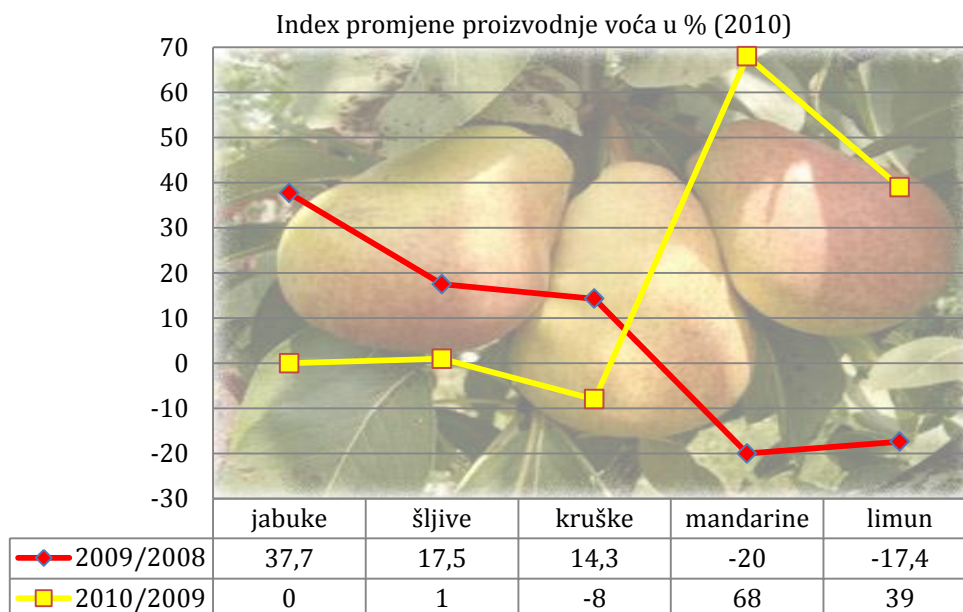 Index promjene proizvodnje voća u % (2010)
70
60
50
40
30
20
10
0
-10
-20
-30
jabuke šljive kruške mandarine limun
2009/2008 37,7 17,5 14,3 -20 -17,4
2010/2009 0 1 -8 68 39